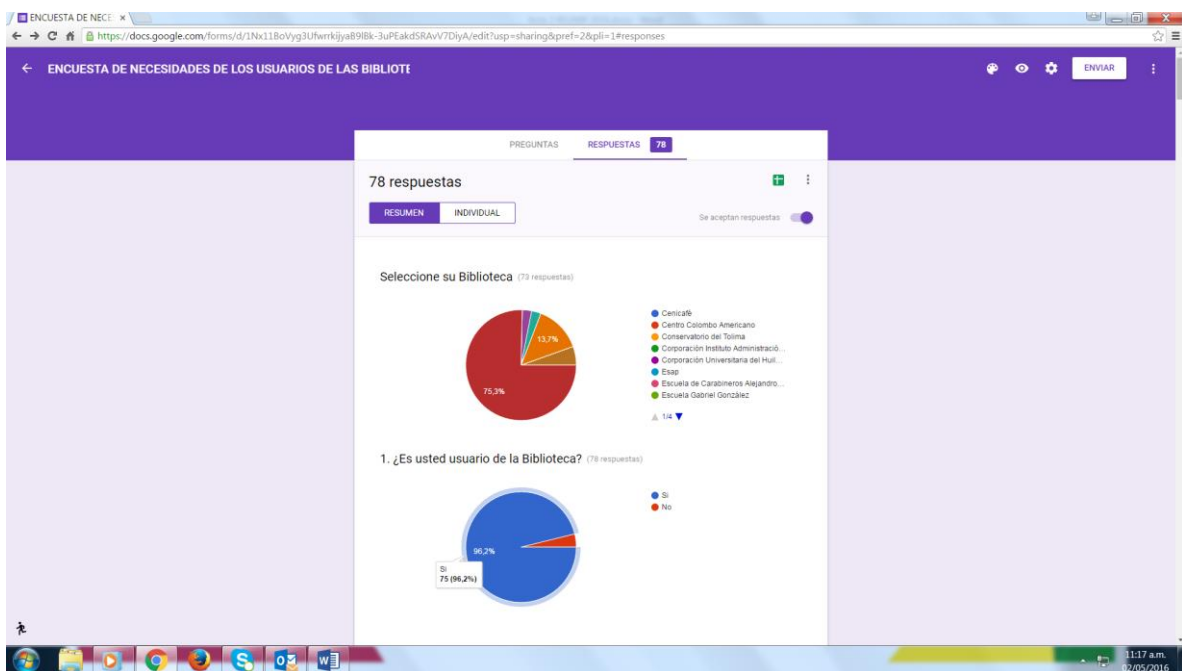 ENCUESTA DE NECE
https://docs.google.com/forms/d/1Nx11BoVyg3UfwrrkijyaB9IBk-3uPEakdSRAvV7DiyA/edit?usp=sharing&pref=2&pli=1#responses
ENCUESTA DE NECESIDADES DE LOS USUARIOS DE LAS BIBLIOTE
ENVIAR
PREGUNTAS RESPUESTAS 78
78 respuestas
RESUMEN INDIVIDUAL
Se aceptan respuestas
Seleccione su Biblioteca (73 respuestas)
13,7%
75,3%
Cenicafé
Centro Colombo Americano
Conservatorio del Tolima
Corporación Instituto Administració...
Corporación Universitaria del Huil...
Esap
Escuela de Carabineros Alejandro...
Escuela Gabriel González
1/4
1. ¿Es usted usuario de la Biblioteca? (78 respuestas)
Si
No
96,2%
Si
75 (96,2%)
11:17 a.m.
02/05/2016